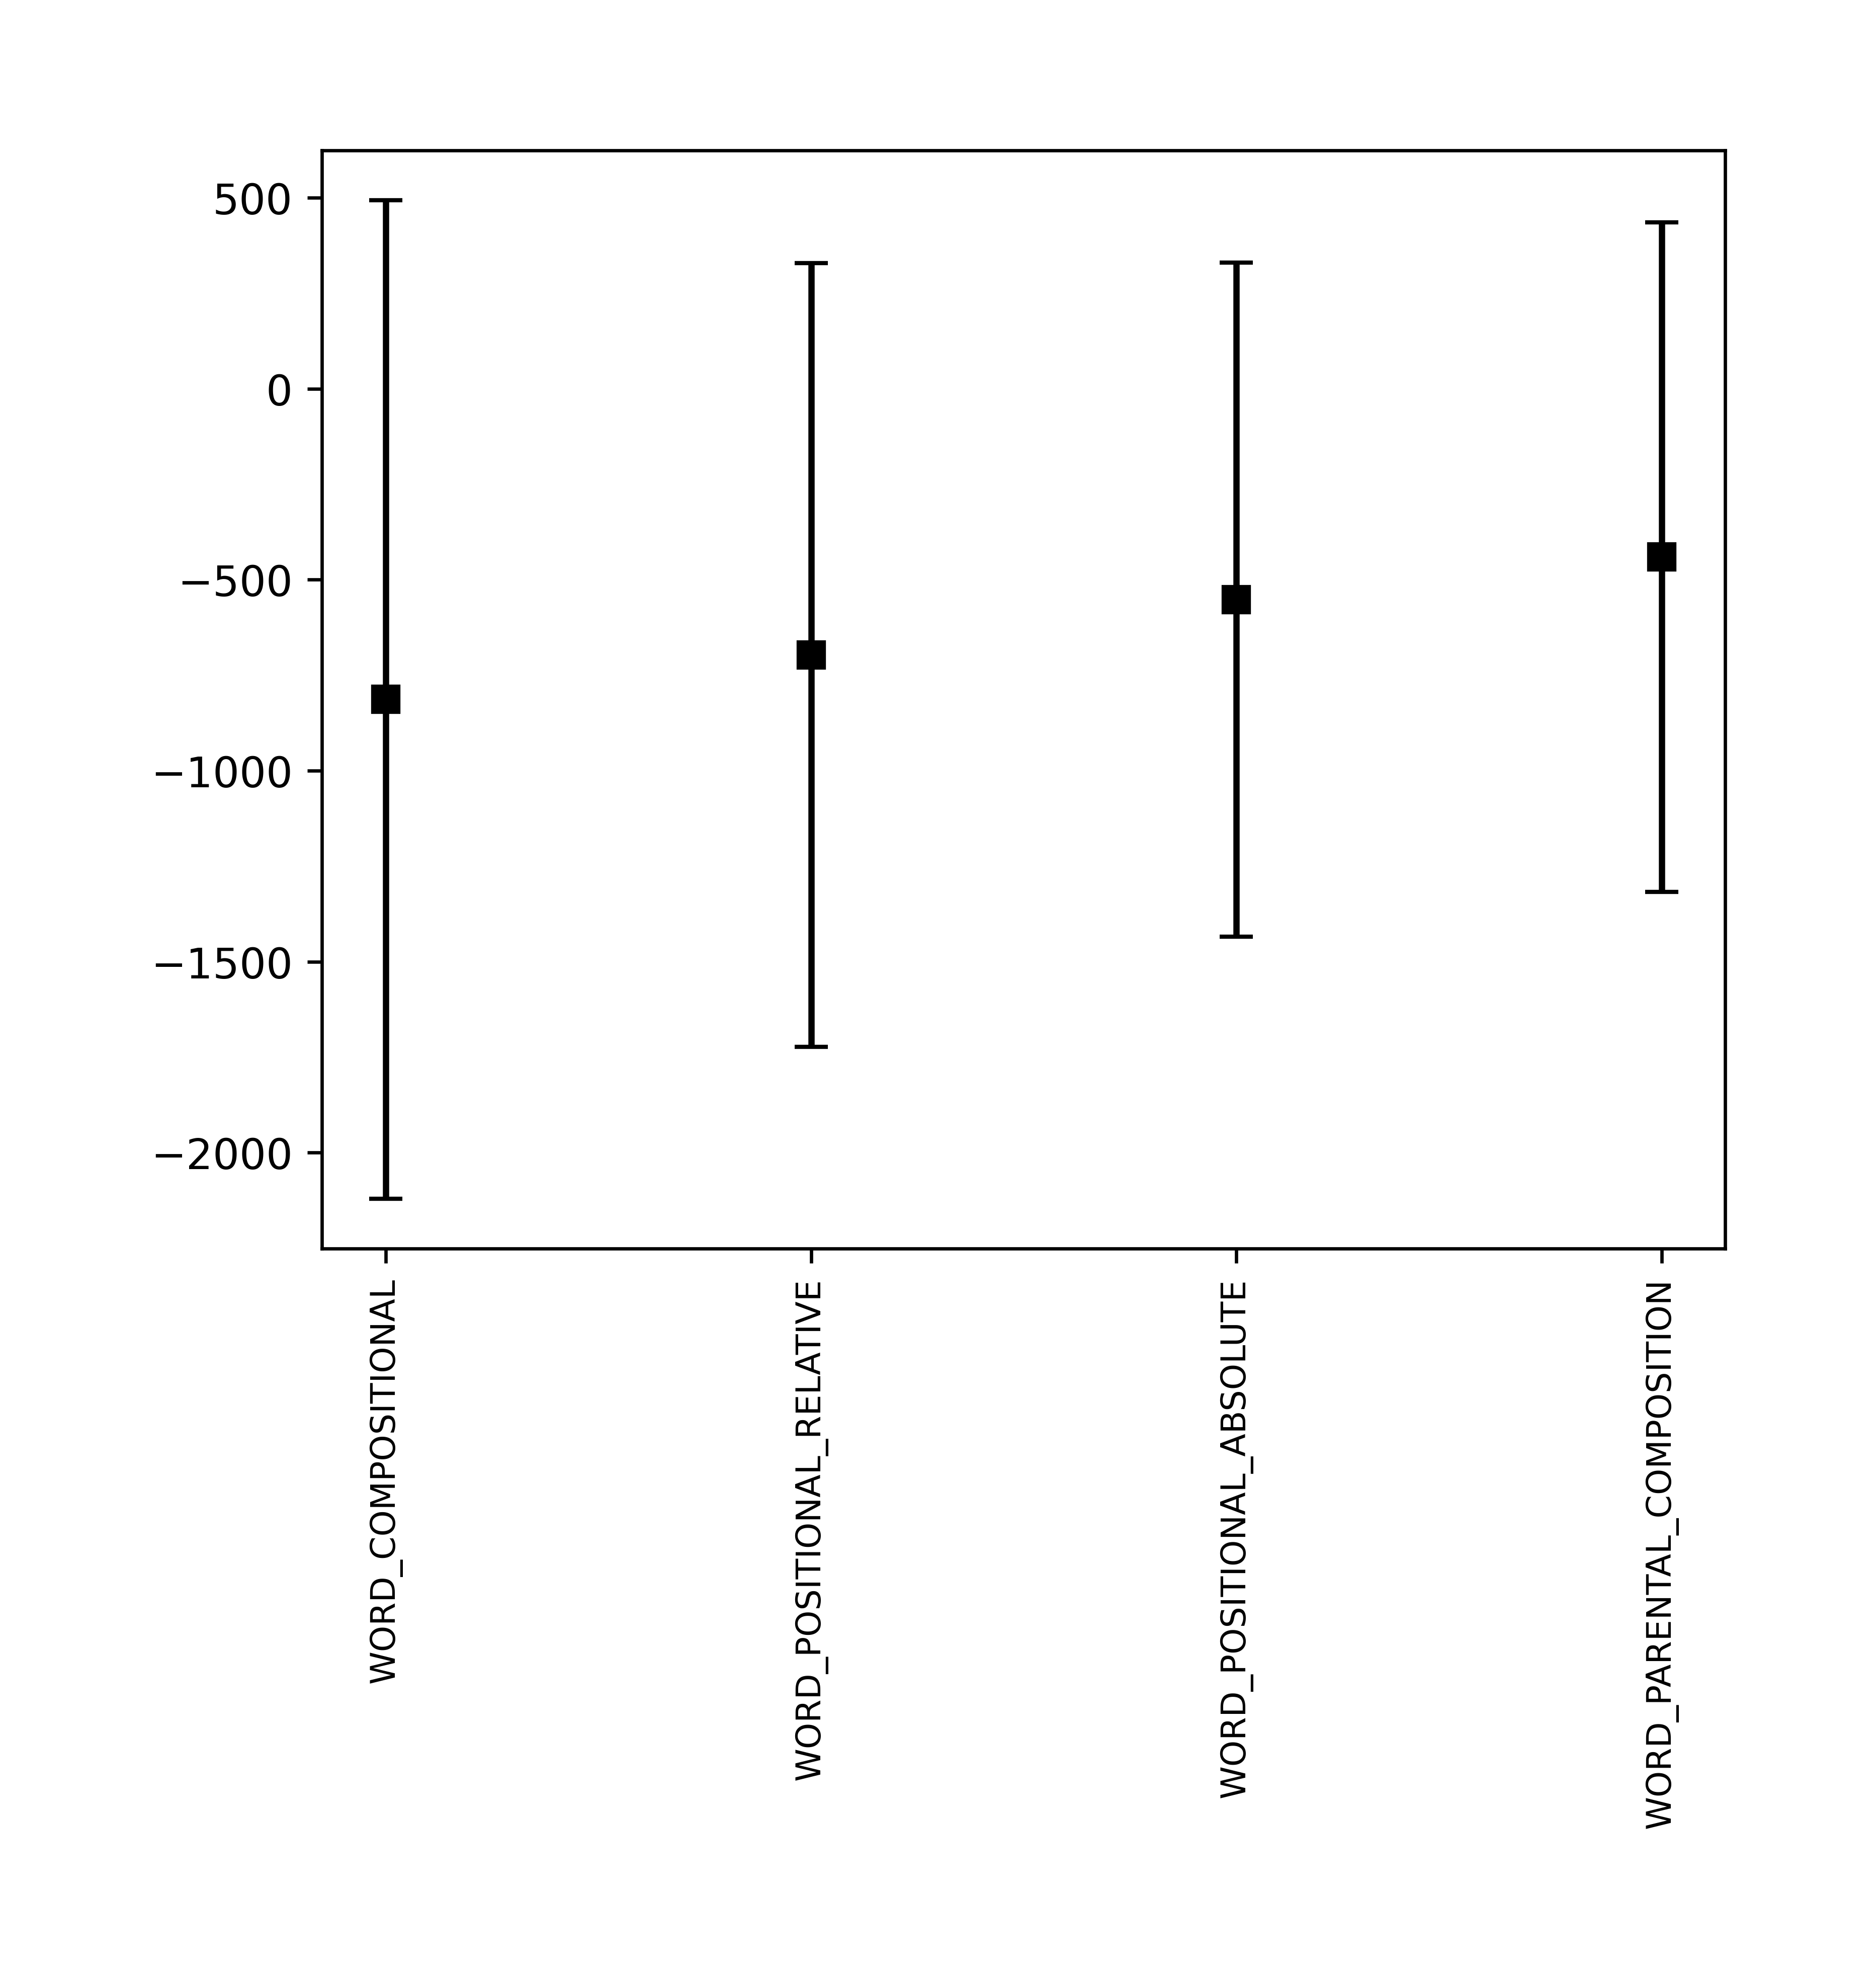 500
0
−500
−1000
−1500
−2000
WORD_COMPOSITIONAL
WORD_POSITIONAL_RELATIVE
WORD_POSITIONAL_ABSOLUTE
WORD_PARENTAL_COMPOSITION